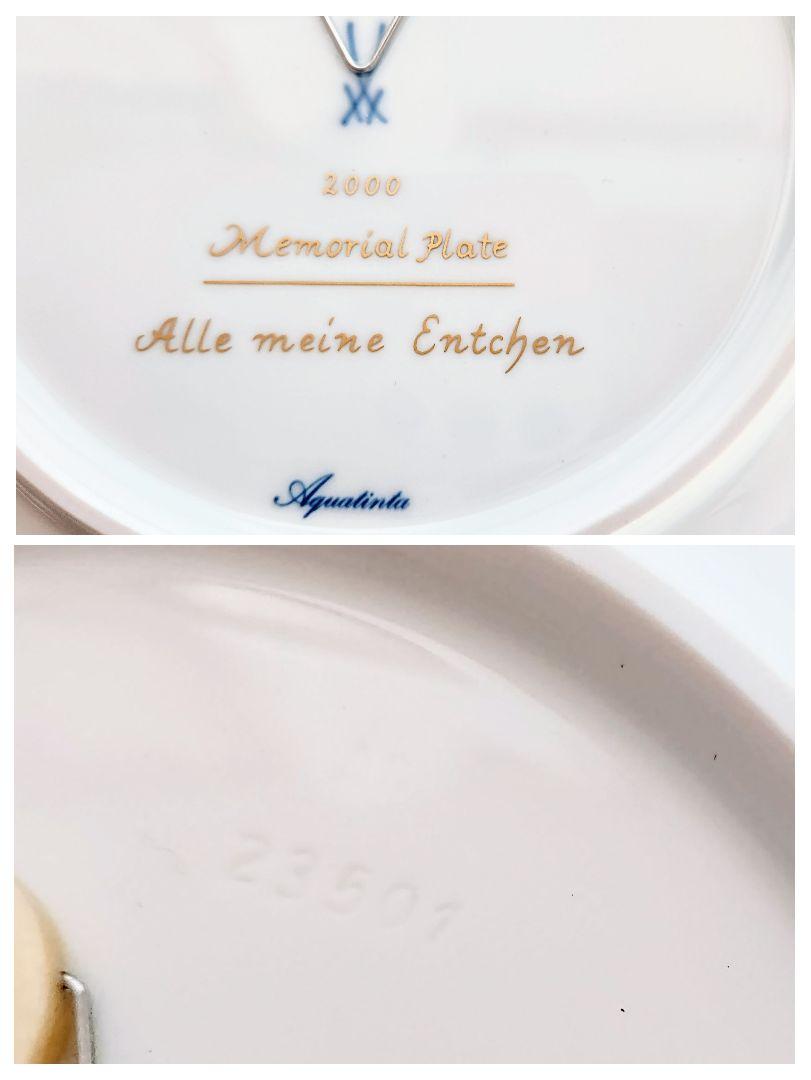 2000
Memorial Plate
Alle meine Entchen
Aquatinta
23501